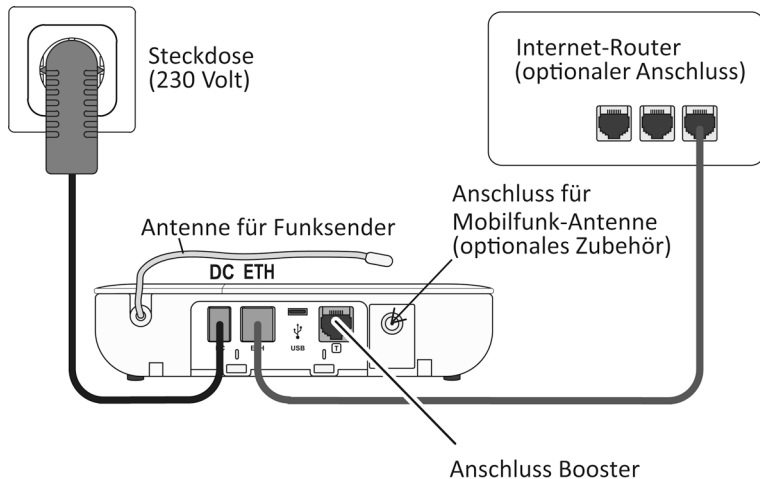 Steckdose
(230 Volt)
Internet-Router
(optionaler Anschluss)
Anschluss für
Mobilfunk-Antenne
(optionales Zubehör)
Antenne für Funksender
DC ETH
USB
T
Anschluss Booster